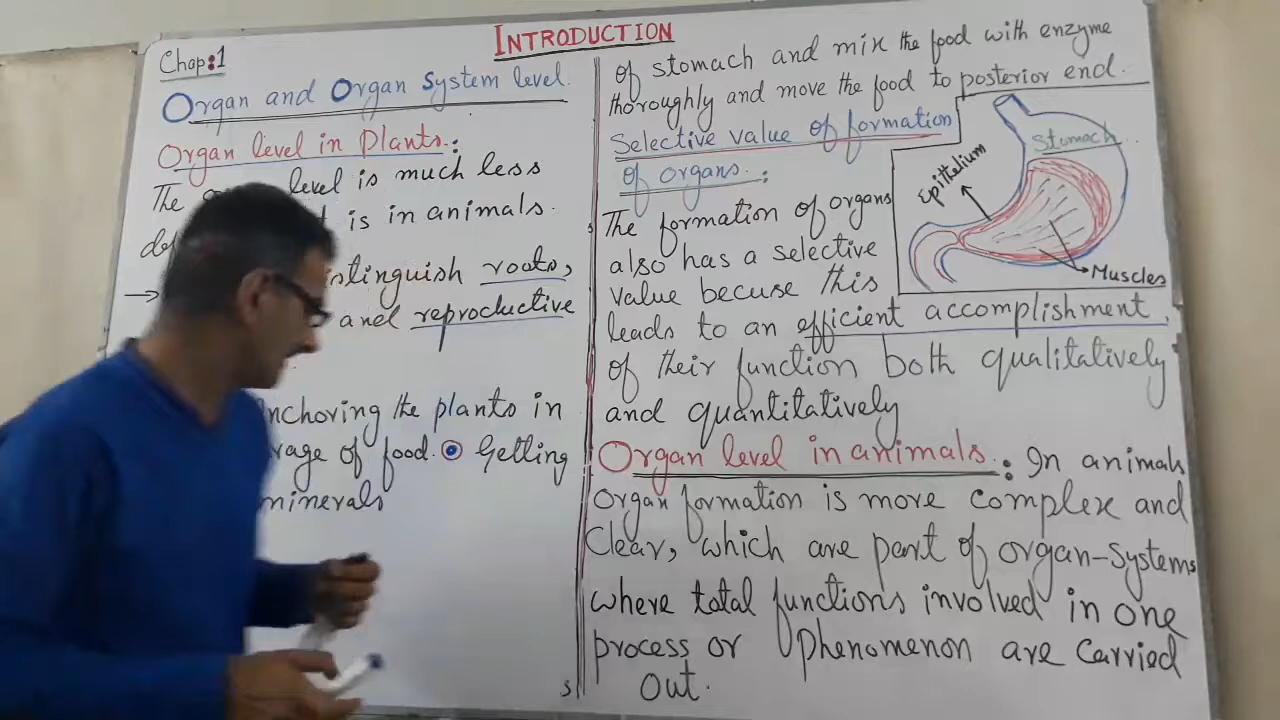 INTRODUCTION
Chap:1
Organ and Organ System level.
Organ level in Plants:
The level is much less
is in animals.
roots,
and reproductive
the plants in
of food. Getting
minerals
of stomach and mix the food with enzyme
thoroughly and move the food to posterior end.
Selective value of formation
of organs:
The formation of organs
also has a selective
value becuse this
leads to an efficient accomplishment
of their function both qualitatively
and quantitatively
Stomach
Epithelium
Muscles
Organ level in animals: In animals
Organ formation is more complex and
Clear, which are part of organ-systems
where total functions involved in one
process or phenomenon are carried
Out.